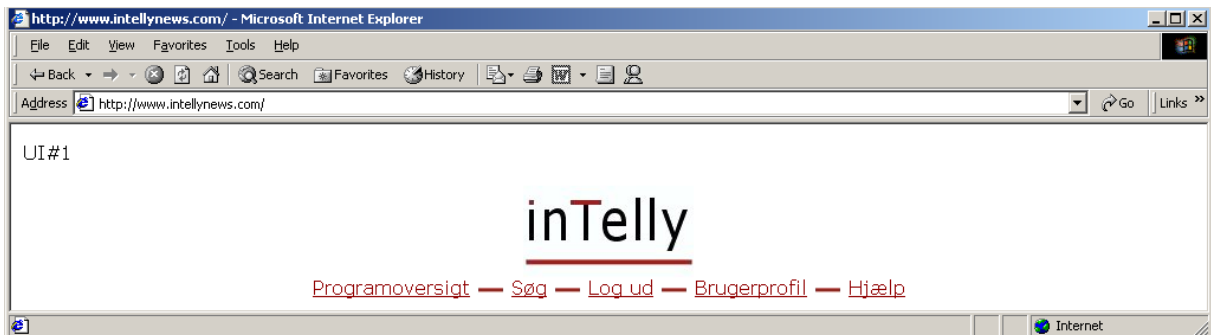 http://www.intellynews.com/ - Microsoft Internet Explorer
File Edit View Favorites Tools Help
Back Search Favorites History
Address http://www.intellynews.com/ Go Links »
UI#1
inTelly
Programoversigt — Søg — Log ud — Brugerprofil — Hjælp
Internet